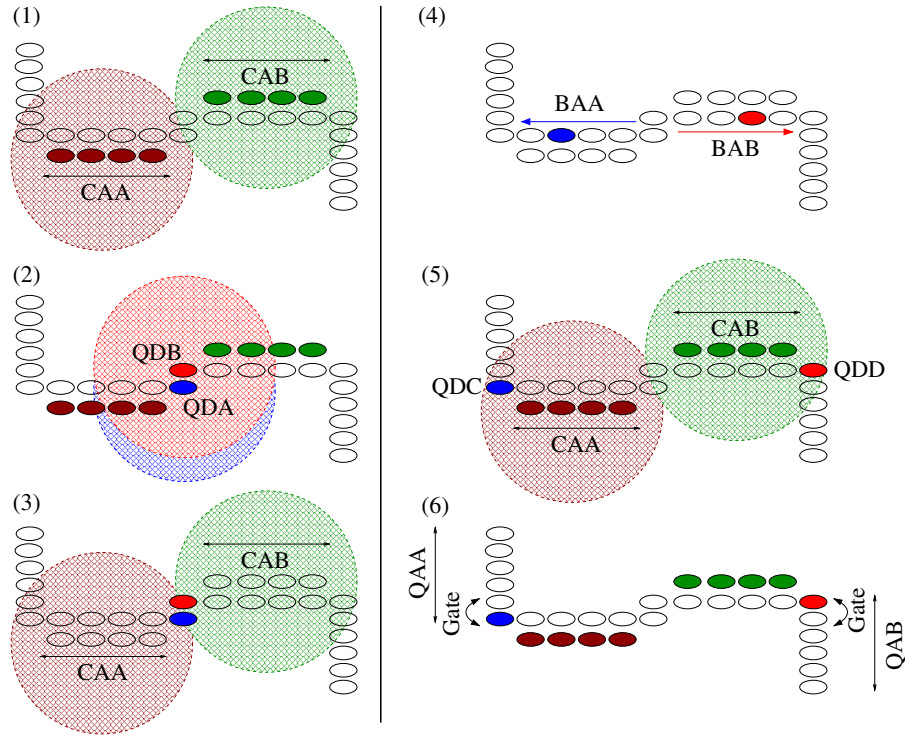 (1)
CAB
CAA
(2)
QDB
QDA
(3)
CAB
CAA
(4)
BAA
BAB
(5)
CAB
QDC
QDD
CAA
(6)
QAA
Gate
Gate
QAB